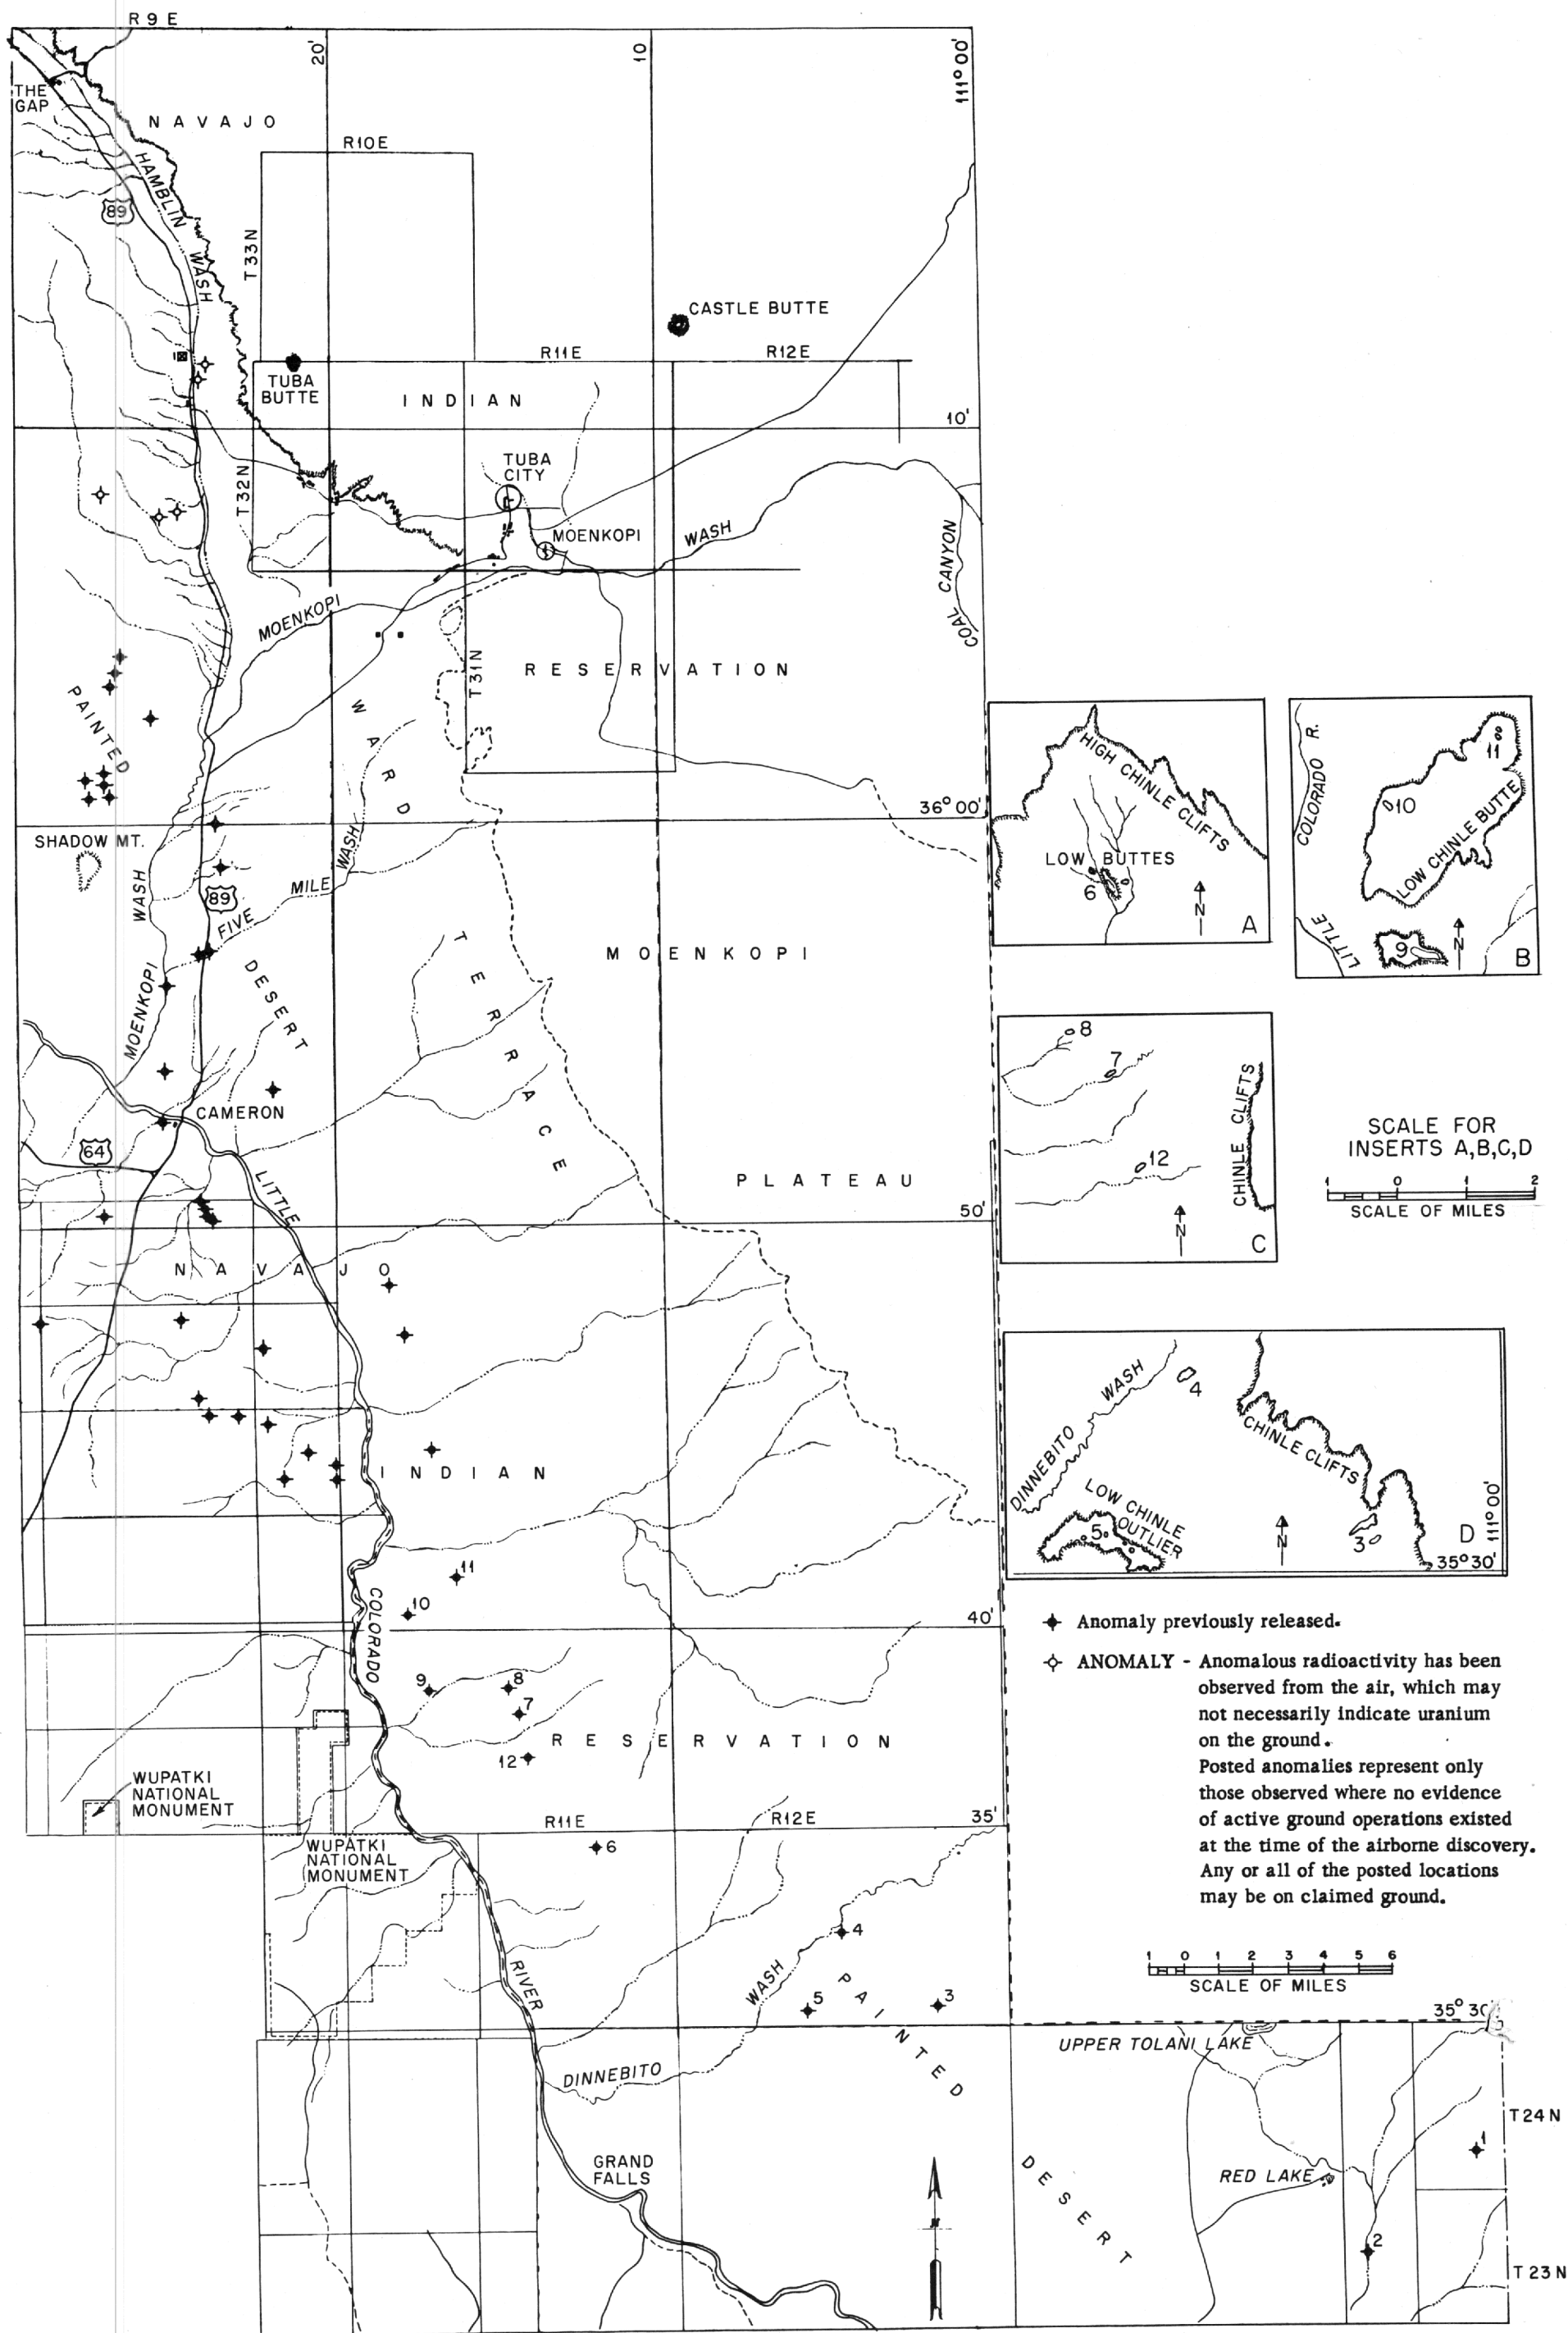 R 9 E
20'
10
111° 00'
THE
GAP
NAVAJO
R10E
HAMBLIN
WASH
89
T33N
CASTLE BUTTE
R11E
R12E
TUBA
BUTTE
INDIAN
10'
TUBA
CITY
T32N
MOENKOPI
WASH
COAL CANYON
MOENKOPI
T31N
RESERVATION
PAINTED
WARD
36° 00'
SHADOW MT.
WASH
MOENKOPI
89
FIVE
MILE
WASH
DESERT
TERRACE
MOENKOPI
CAMERON
64
LITTLE
PLATEAU
50'
NAVAJO
INDIAN
11
10
COLORADO
40'
9
8
7
12
RESERVATION
WUPATKI
NATIONAL
MONUMENT
R11E
R12E
35'
WUPATKI
NATIONAL
MONUMENT
6
4
RIVER
WASH
5
3
PAINTED
35° 30'
DINNEBITO
UPPER TOLANI LAKE
GRAND
FALLS
DESERT
RED LAKE
1
2
T24N
T23N
N
HIGH CHINLE CLIFTS
LOW BUTTES
6
N
A
COLORADO R.
11
10
LOW CHINLE BUTTE
LITTLE
9
N
B
8
7
12
CHINLE CLIFTS
N
C
SCALE FOR
INSERTS A,B,C,D
1 0 1 2
SCALE OF MILES
DINNEBITO WASH
4
CHINLE CLIFTS
LOW CHINLE
OUTLIER
5
N
3
D
111° 00'
35° 30'
Anomaly previously released.
ANOMALY - Anomalous radioactivity has been
observed from the air, which may
not necessarily indicate uranium
on the ground.
Posted anomalies represent only
those observed where no evidence
of active ground operations existed
at the time of the airborne discovery.
Any or all of the posted locations
may be on claimed ground.
1 0 1 2 3 4 5 6
SCALE OF MILES